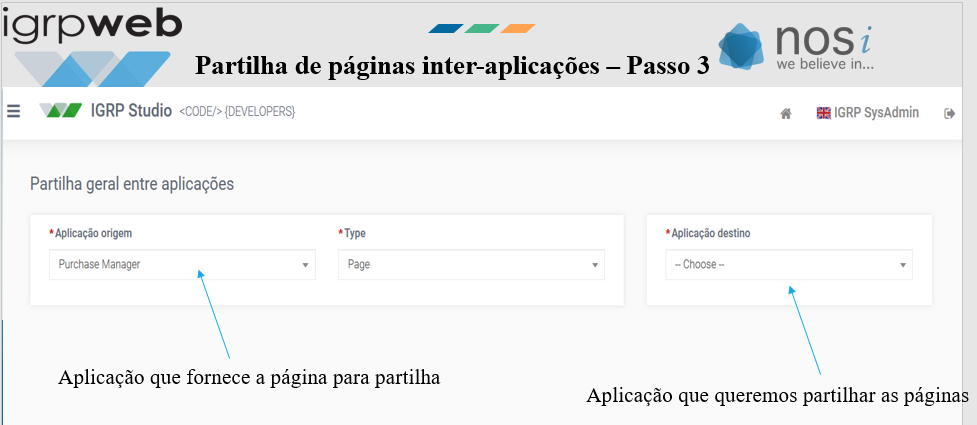 igrpweb
Partilha de páginas inter-aplicações – Passo 3
nosi
we believe in...
IGRP Studio <CODE/> {DEVELOPERS}
IGRP SysAdmin
Partilha geral entre aplicações
*Aplicação origem
*Type
*Aplicação destino
Purchase Manager
Page
-- Choose --
Aplicação que fornece a página para partilha
Aplicação que queremos partilhar as páginas